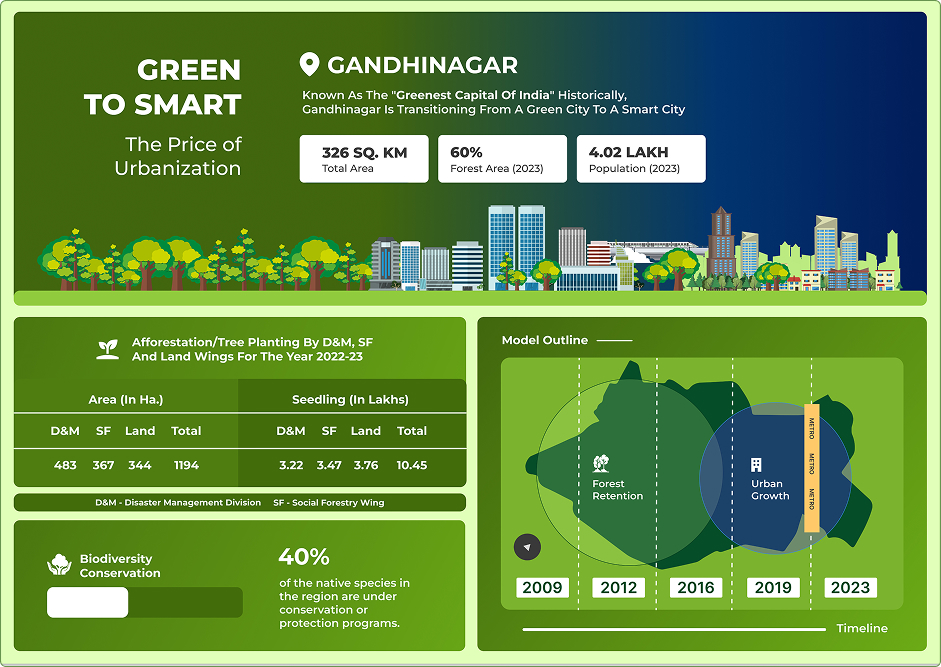 GREEN
TO SMART
The Price of
Urbanization
GANDHINAGAR
Known As The "Greenest Capital Of India" Historically,
Gandhinagar Is Transitioning From A Green City To A Smart City
326 SQ. KM
Total Area
60%
Forest Area (2023)
4.02 LAKH
Population (2023)
Afforestation/Tree Planting By D&M, SF
And Land Wings For The Year 2022-23
Area (In Ha.)
Seedling (In Lakhs)
D&M SF Land Total
D&M SF Land Total
483 367 344 1194
3.22 3.47 3.76 10.45
D&M - Disaster Management Division SF - Social Forestry Wing
Biodiversity
Conservation
40%
of the native species in
the region are under
conservation or
protection programs.
Model Outline
Forest
Retention
Urban
Growth
METRO
METRO
METRO
2009 2012 2016 2019 2023
Timeline